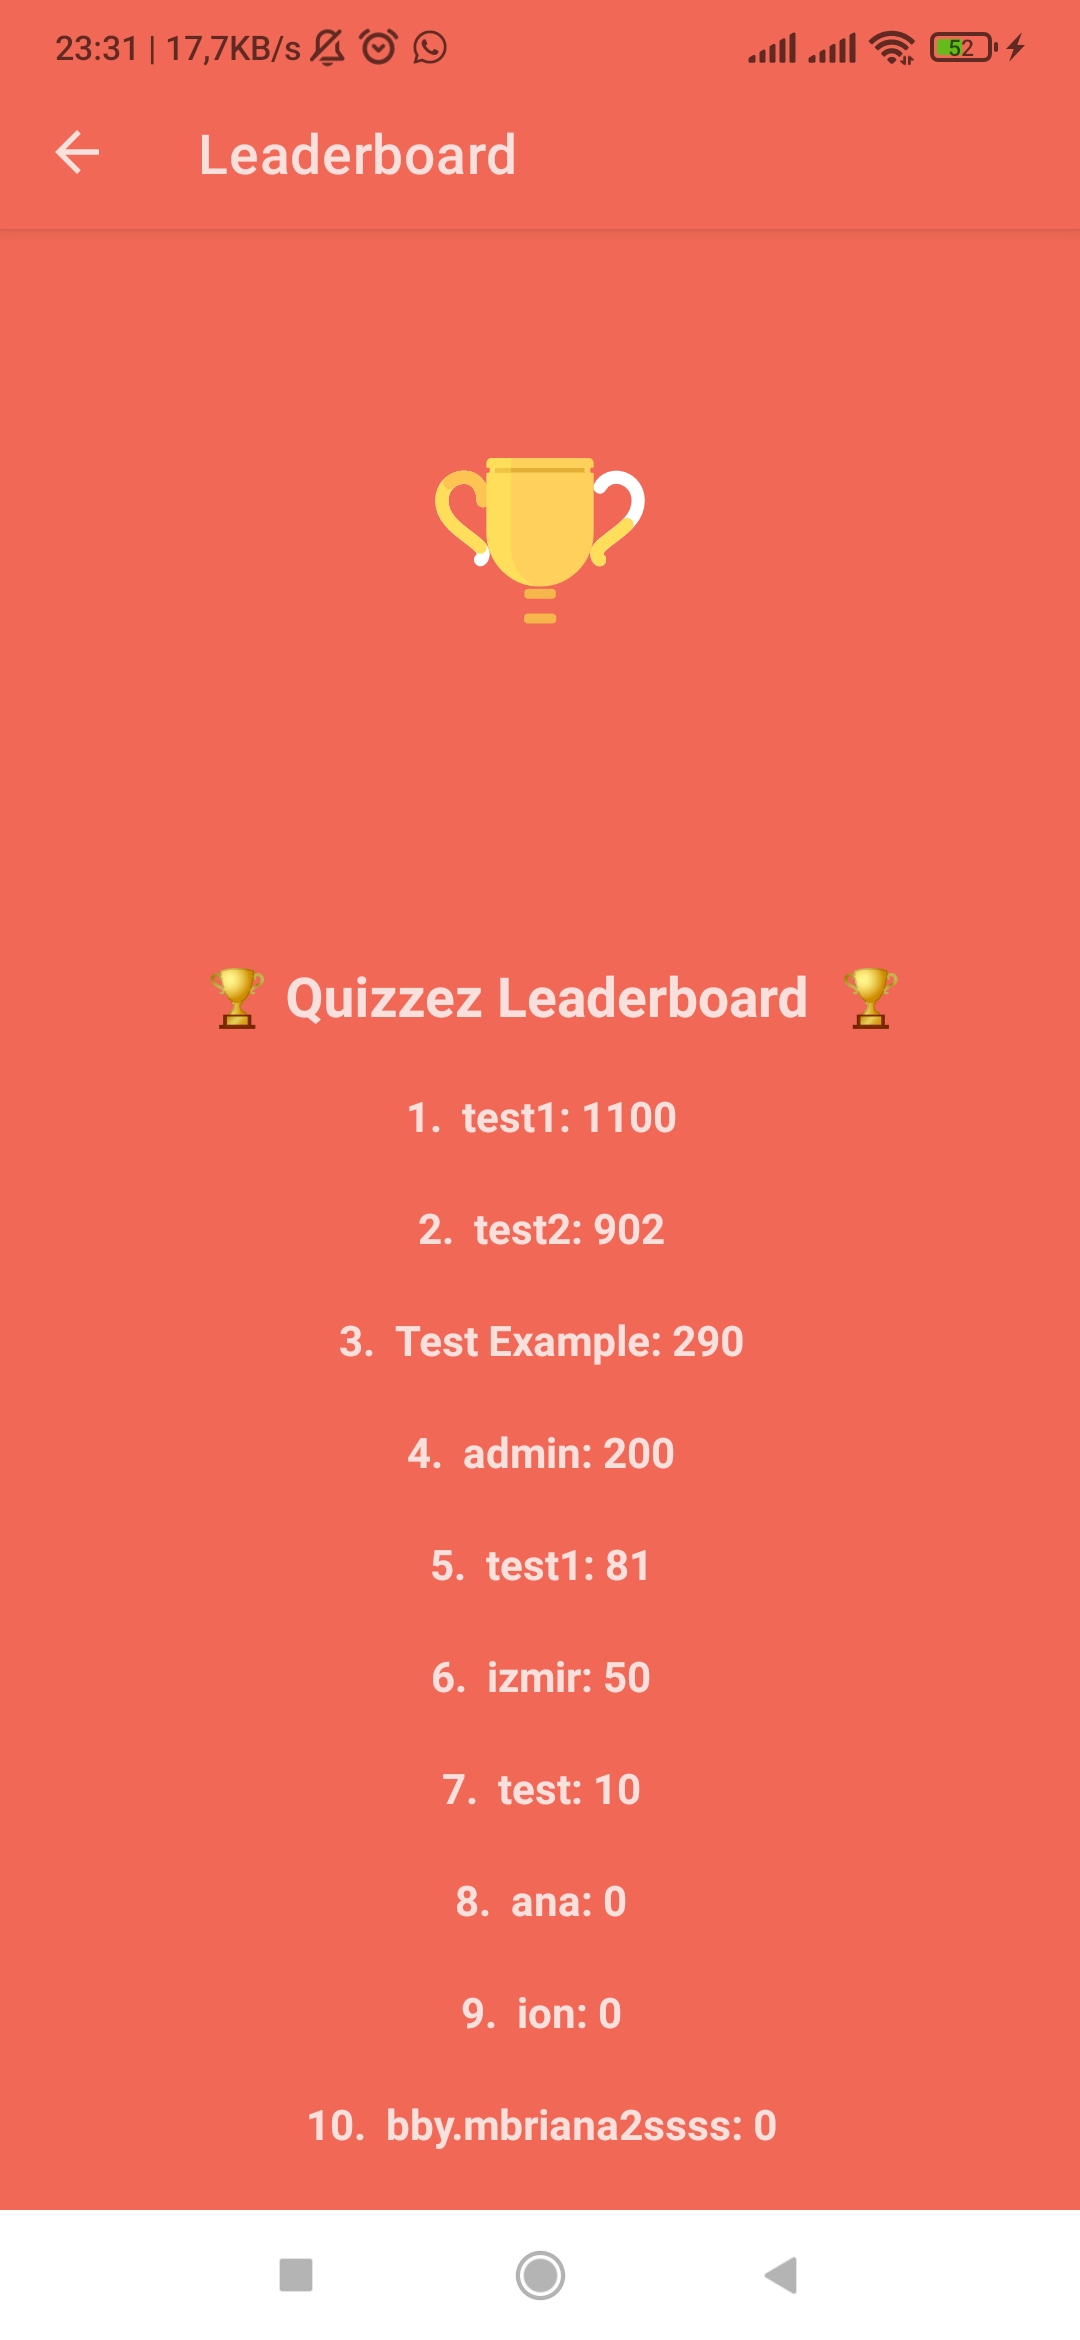 23:31 | 17,7KB/s 52
Leaderboard
🏆 Quizzez Leaderboard 🏆
1. test1: 1100
2. test2: 902
3. Test Example: 290
4. admin: 200
5. test1: 81
6. izmir: 50
7. test: 10
8. ana: 0
9. ion: 0
10. bby.mbriana2ssss: 0